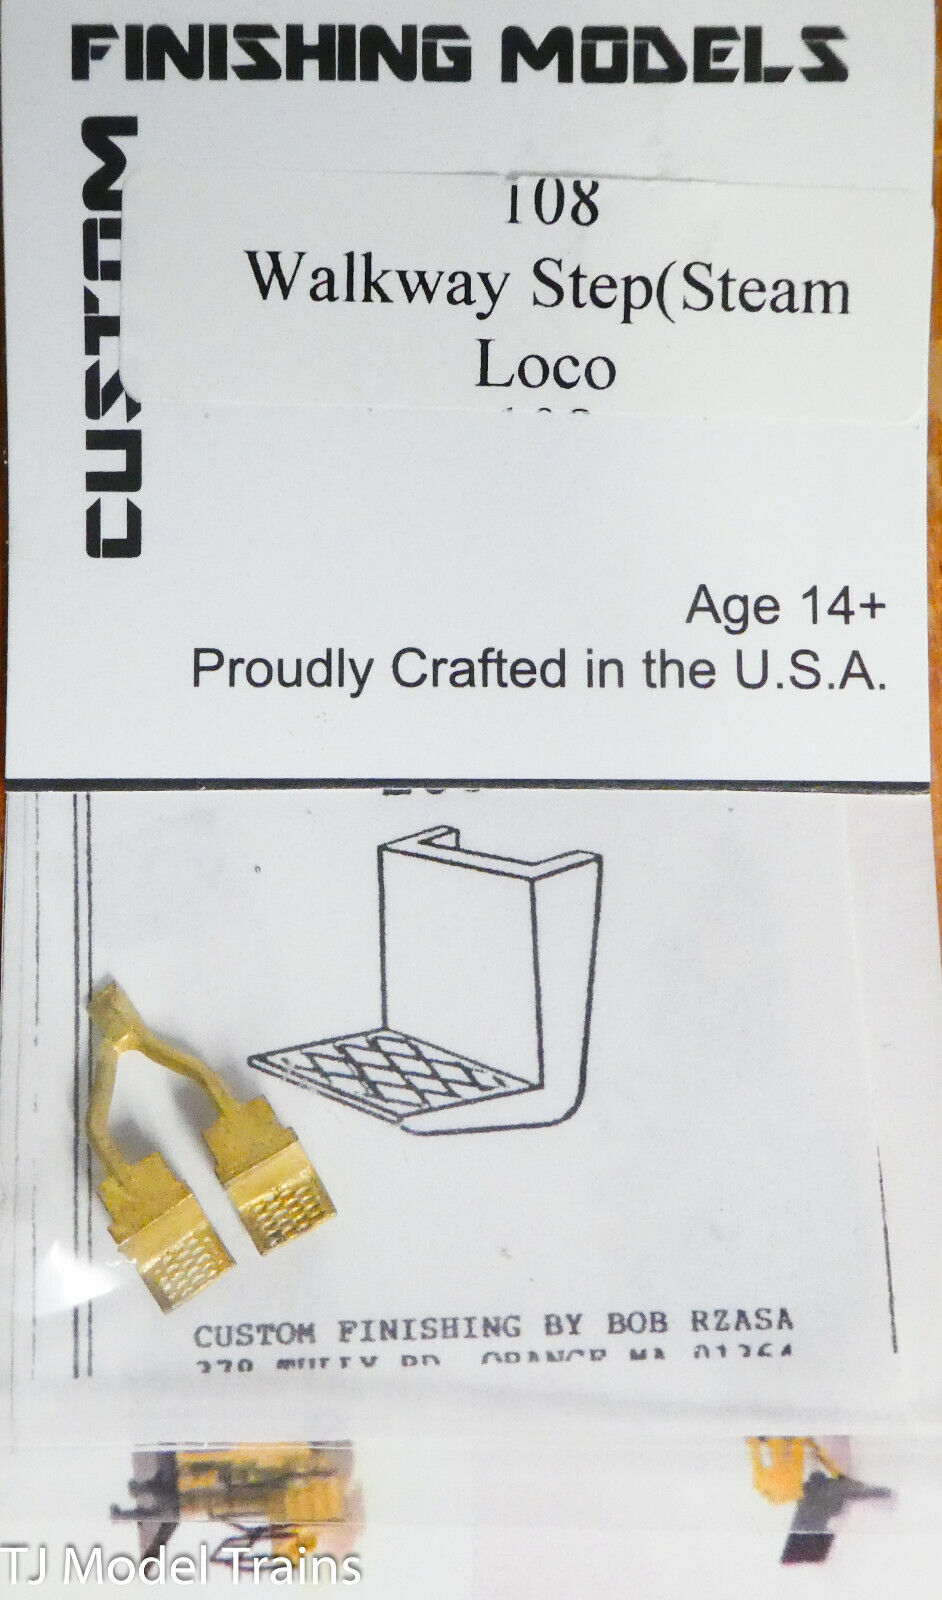 FINISHING MODELS
CUSTOM
108
Walkway Step(Steam
Loco
Age 14+
Proudly Crafted in the U.S.A.
CUSTOM FINISHING BY BOB RZASA
TJ Model Trains